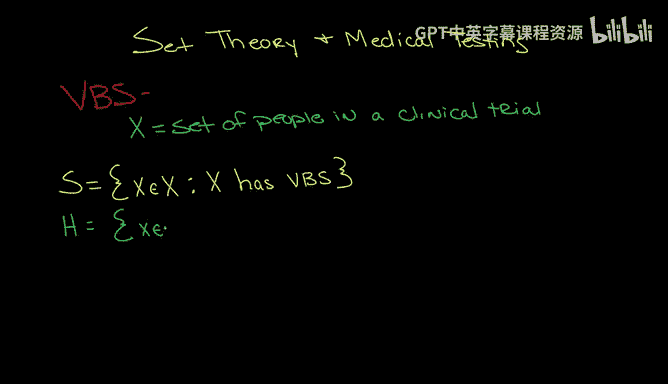 Set Theory + Medical Testing
GPT中英字幕课程资源 bilibili
VBS-
X = set of people in a clinical trial
S = { x ∈ X : X has VBS }
H = { x ∈